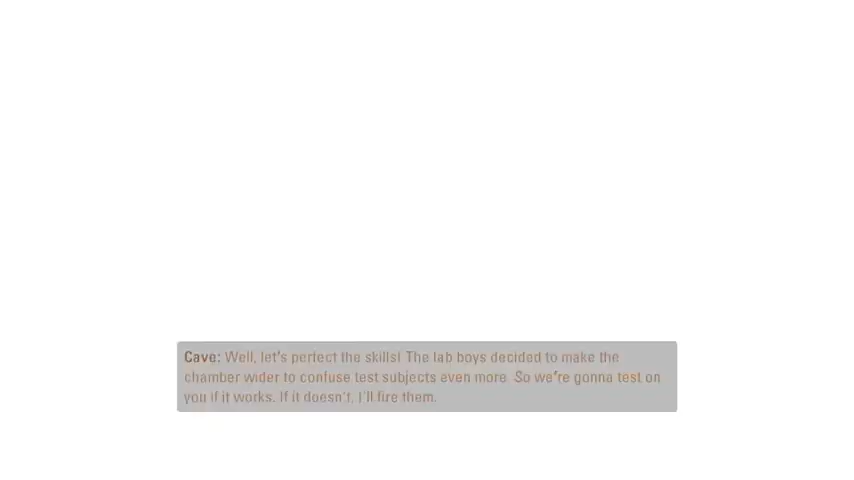 Cave: Well, let's perfect the skills! The lab boys decided to make the
chamber wider to confuse test subjects even more. So we're gonna test on
you if it works. If it doesn't, I'll fire them.